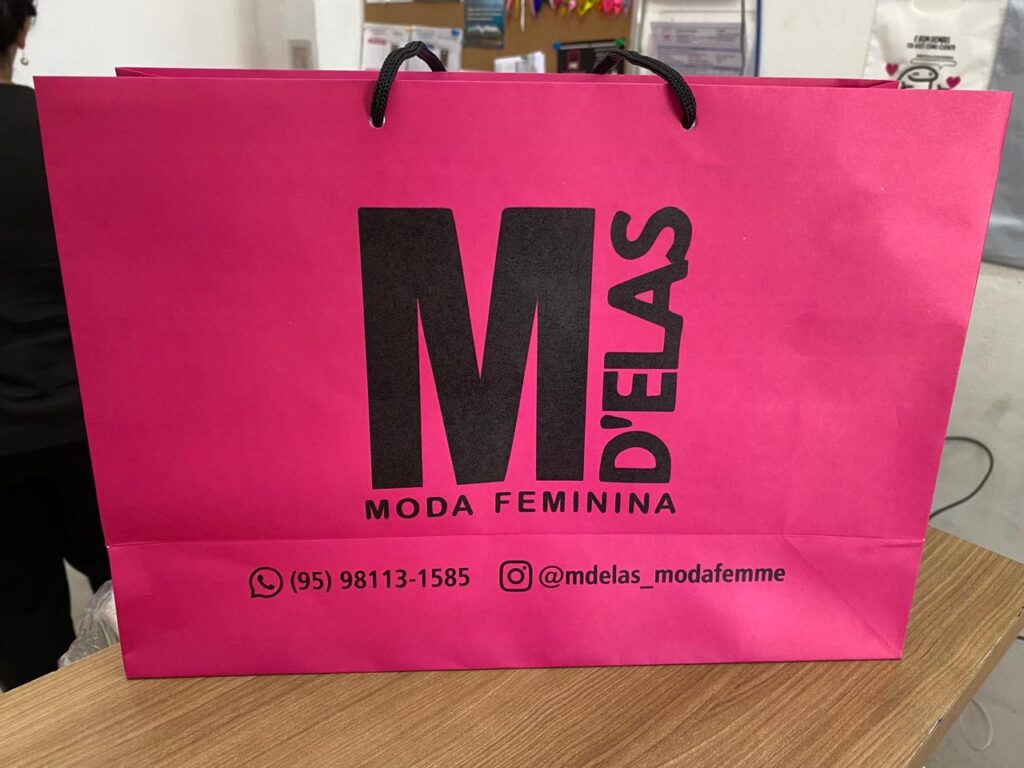 M D'ELAS
MODA FEMININA
(95) 98113-1585 @mdelas_modafemme